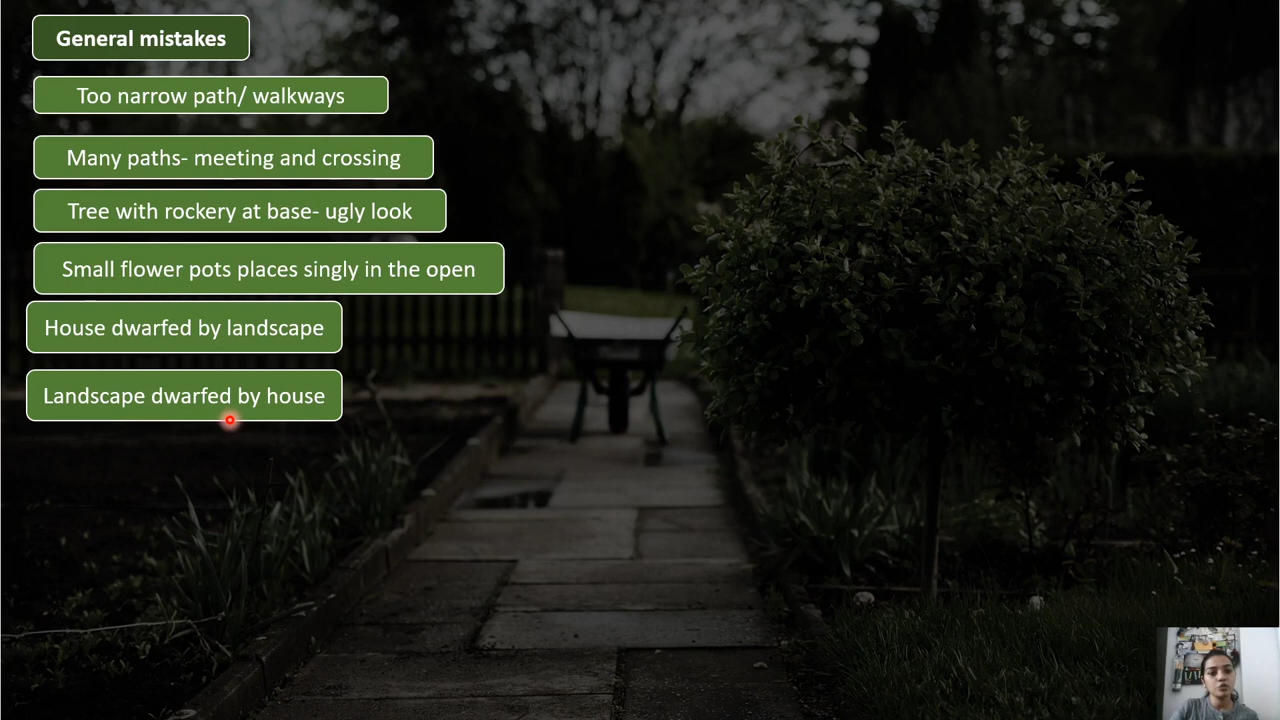 General mistakes
Too narrow path/ walkways
Many paths- meeting and crossing
Tree with rockery at base- ugly look
Small flower pots places singly in the open
House dwarfed by landscape
Landscape dwarfed by house